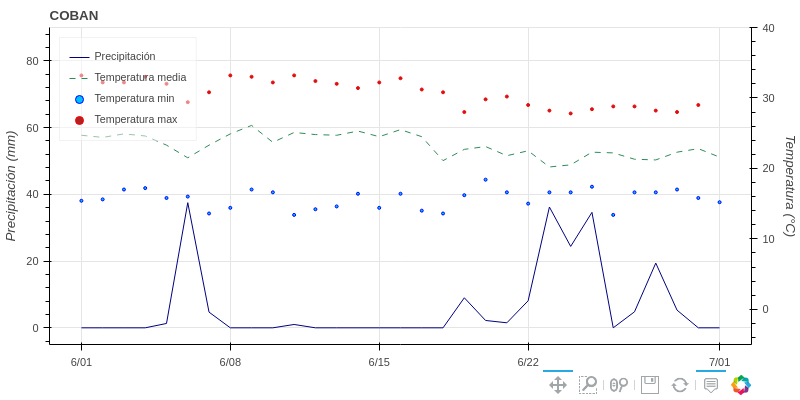 COBAN
Precipitación
Temperatura media
Temperatura min
Temperatura max
Precipitación (mm)
80
60
40
20
0
Temperatura (°C)
40
30
20
10
0
6/01
6/08
6/15
6/22
7/01